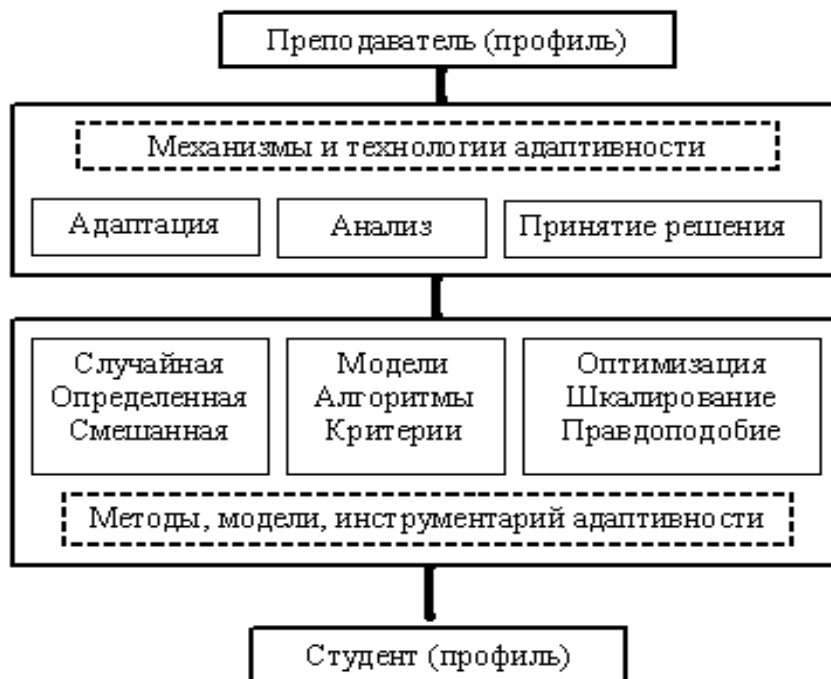 Преподаватель (профиль)
Механизмы и технологии адаптивности
Адаптация
Анализ
Принятие решения
Случайная
Определенная
Смешанная
Модели
Алгоритмы
Критерии
Оптимизация
Шкалирование
Правдоподобие
Методы, модели, инструментарий адаптивности
Студент (профиль)